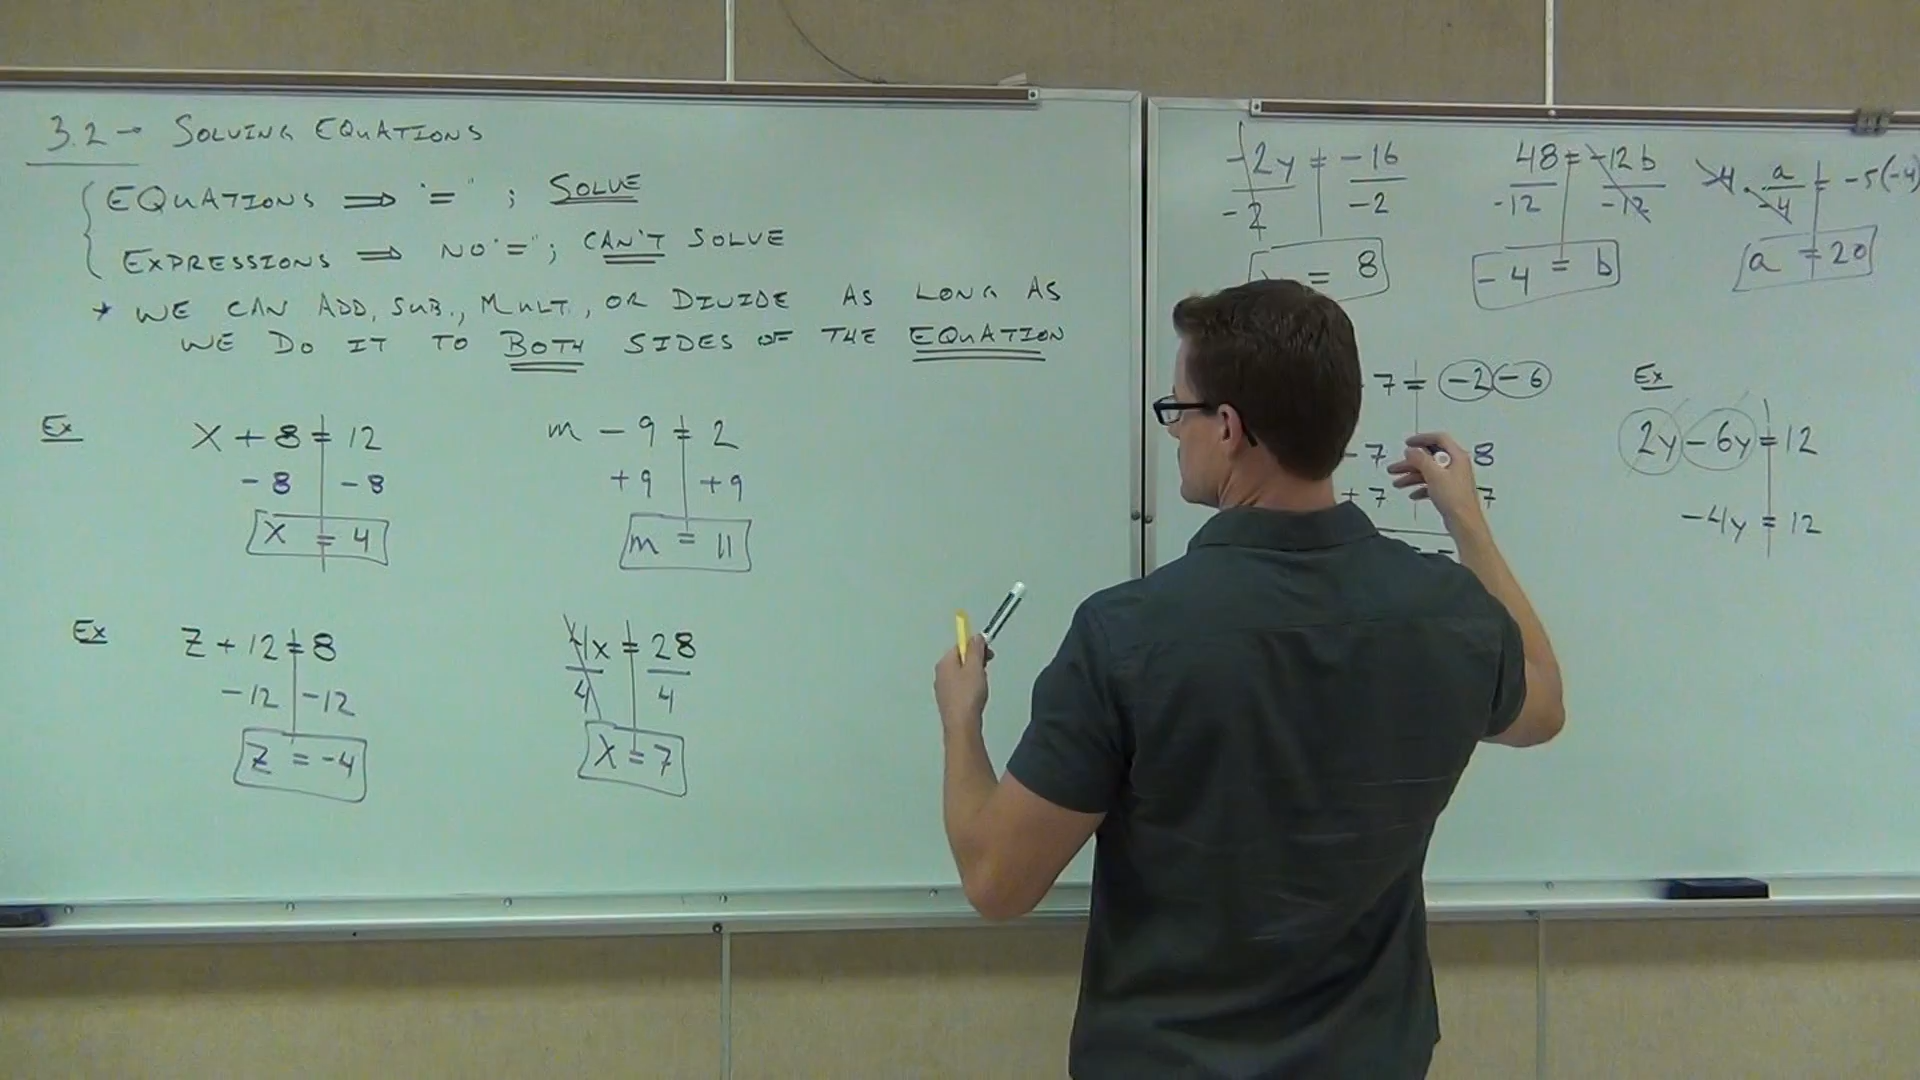 3.2 → SOLVING EQUATIONS
EQUATIONS ⇒ "="; SOLVE
EXPRESSIONS ⇒ NO "="; CAN'T SOLVE
* WE CAN ADD, SUB., MULT., OR DIVIDE AS LONG AS
WE DO IT TO BOTH SIDES OF THE EQUATION
Ex
X + 8 = 12
- 8 - 8
X = 4
m - 9 = 2
+ 9 + 9
m = 11
Ex
Z + 12 = 8
- 12 - 12
Z = -4
4x = 28
4 4
X = 7
-2y = -16
-2 -2
= 8
48 = -12b
-12 -12
-4 = b
-4 · a = -5(-4)
-4
a = 20
7 = -2 - 6
- 7 8
+ 7 7
Ex
2y - 6y = 12
-4y = 12